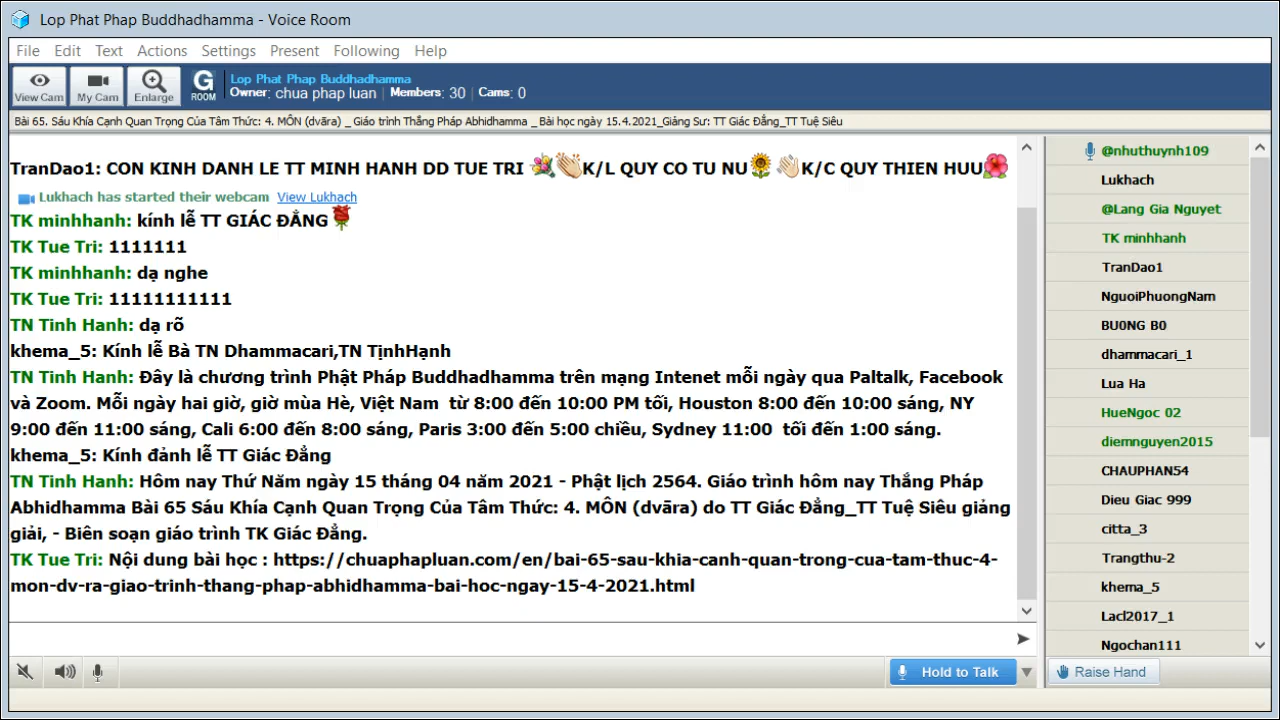 Lop Phat Phap Buddhadhamma - Voice Room
File Edit Text Actions Settings Present Following Help
View Cam
My Cam
Enlarge
G
ROOM
Lop Phat Phap Buddhadhamma
Owner: chua phap luan | Members: 30 | Cams: 0
Bài 65. Sáu Khía Cạnh Quan Trọng Của Tâm Thức: 4. MÔN (dvāra) _ Giáo trình Thắng Pháp Abhidhamma _ Bài học ngày 15.4.2021_Giảng Sư: TT Giác Đẳng_TT Tuệ Siêu
TranDao1: CON KINH DANH LE TT MINH HANH DD TUE TRI K/L QUY CO TU NU K/C QUY THIEN HUU
Lukhach has started their webcam View Lukhach
TK minhhanh: kính lễ TT GIÁC ĐẲNG
TK Tue Tri: 1111111
TK minhhanh: dạ nghe
TK Tue Tri: 11111111111
TN Tinh Hanh: dạ rõ
khema_5: Kính lễ Bà TN Dhammacari,TN TịnhHạnh
TN Tinh Hanh: Đây là chương trình Phật Pháp Buddhadhamma trên mạng Intenet mỗi ngày qua Paltalk, Facebook
và Zoom. Mỗi ngày hai giờ, giờ mùa Hè, Việt Nam từ 8:00 đến 10:00 PM tối, Houston 8:00 đến 10:00 sáng, NY
9:00 đến 11:00 sáng, Cali 6:00 đến 8:00 sáng, Paris 3:00 đến 5:00 chiều, Sydney 11:00 tối đến 1:00 sáng.
khema_5: Kính đảnh lễ TT Giác Đẳng
TN Tinh Hanh: Hôm nay Thứ Năm ngày 15 tháng 04 năm 2021 - Phật lịch 2564. Giáo trình hôm nay Thắng Pháp
Abhidhamma Bài 65 Sáu Khía Cạnh Quan Trọng Của Tâm Thức: 4. MÔN (dvāra) do TT Giác Đẳng_TT Tuệ Siêu giảng
giải, - Biên soạn giáo trình TK Giác Đẳng.
TK Tue Tri: Nội dung bài học : https://chuaphapluan.com/en/bai-65-sau-khia-canh-quan-trong-cua-tam-thuc-4-
mon-dv-ra-giao-trinh-thang-phap-abhidhamma-bai-hoc-ngay-15-4-2021.html
Hold to Talk
@nhuthuynh109
Lukhach
@Lang Gia Nguyet
TK minhhanh
TranDao1
NguoiPhuongNam
BU0NG B0
dhammacari_1
Lua Ha
HueNgoc 02
diemnguyen2015
CHAUPHAN54
Dieu Giac 999
citta_3
Trangthu-2
khema_5
Lacl2017_1
Ngochan111
Raise Hand